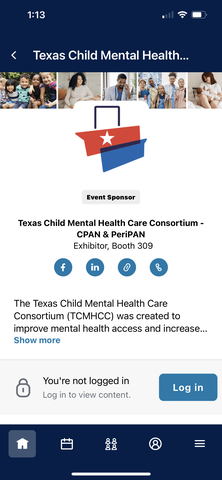 1:13
Texas Child Mental Health...
Event Sponsor
Texas Child Mental Health Care Consortium -
CPAN & PeriPAN
Exhibitor, Booth 309
The Texas Child Mental Health Care
Consortium (TCMHCC) was created to
improve mental health access and increase...
Show more
You're not logged in
Log in to view content.
Log in